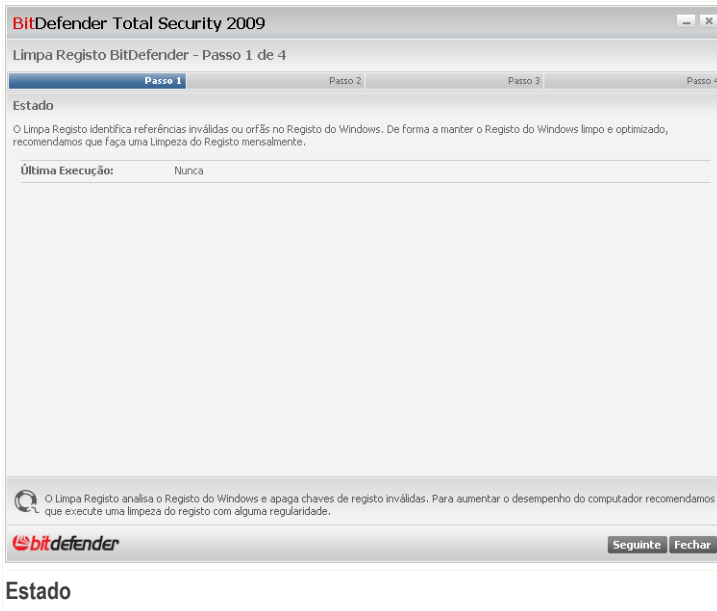 BitDefender Total Security 2009
Limpa Registo BitDefender - Passo 1 de 4
Passo 1 Passo 2 Passo 3 Passo 4
Estado
O Limpa Registo identifica referências inválidas ou orfãs no Registo do Windows. De forma a manter o Registo do Windows limpo e optimizado,
recomendamos que faça uma Limpeza do Registo mensalmente.
Última Execução: Nunca
O Limpa Registo analisa o Registo do Windows e apaga chaves de registo inválidas. Para aumentar o desempenho do computador recomendamos
que execute uma limpeza do registo com alguma regularidade.
bitdefender
Seguinte Fechar
Estado